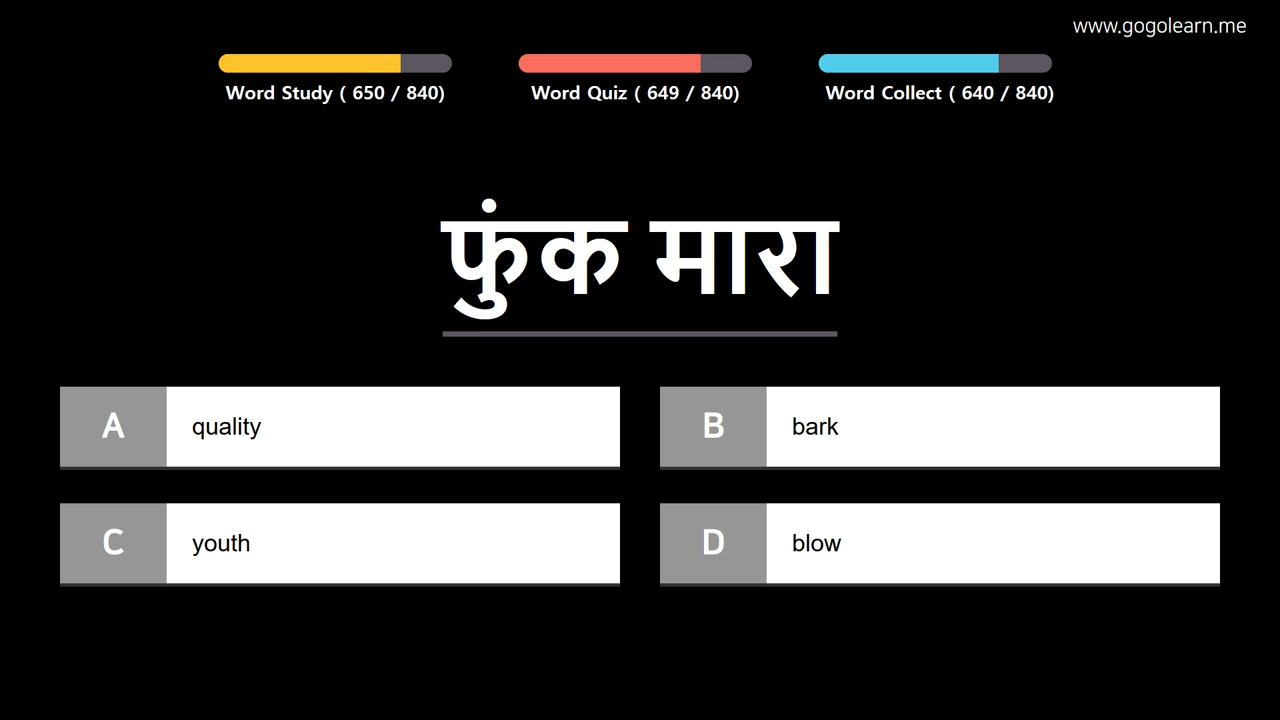 www.gogolearn.me
Word Study ( 650 / 840)
Word Quiz ( 649 / 840)
Word Collect ( 640 / 840)
फुंक मारा
A quality
B bark
C youth
D blow